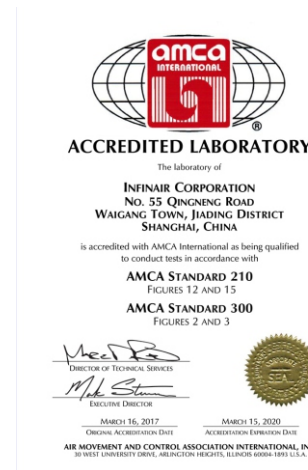 amca
INTERNATIONAL
®
ACCREDITED LABORATORY
The laboratory of
INFINAIR CORPORATION
NO. 55 QINGNENG ROAD
WAIGANG TOWN, JIADING DISTRICT
SHANGHAI, CHINA
is accredited with AMCA International as being qualified
to conduct tests in accordance with
AMCA STANDARD 210
FIGURES 12 AND 15
AMCA STANDARD 300
FIGURES 2 AND 3
DIRECTOR OF TECHNICAL SERVICES
EXECUTIVE DIRECTOR
MARCH 16, 2017
MARCH 15, 2020
ORIGINAL ACCREDITATION DATE
ACCREDITATION EXPIRATION DATE
AIR MOVEMENT AND CONTROL ASSOCIATION INTERNATIONAL, IN
30 WEST UNIVERSITY DRIVE, ARLINGTON HEIGHTS, ILLINOIS 60004-1893 U.S.A